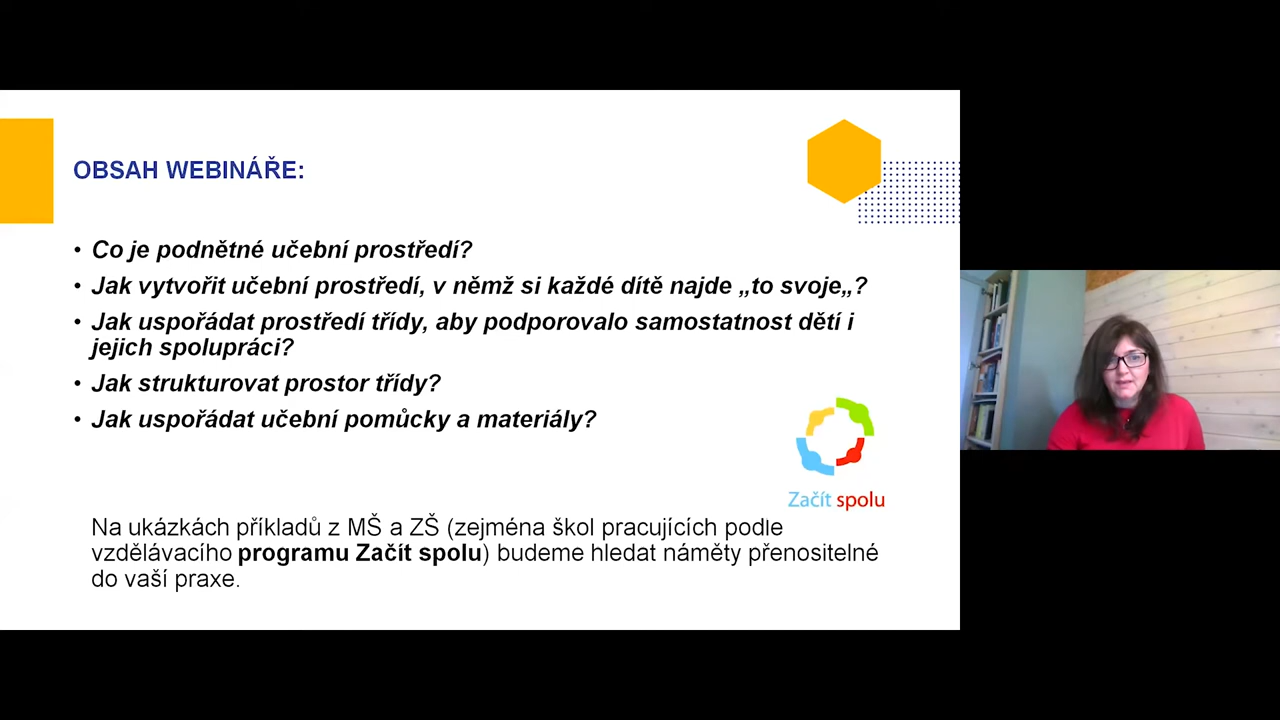 OBSAH WEBINÁŘE:
• Co je podnětné učební prostředí?
• Jak vytvořit učební prostředí, v němž si každé dítě najde „to svoje„?
• Jak uspořádat prostředí třídy, aby podporovalo samostatnost dětí i
jejich spolupráci?
• Jak strukturovat prostor třídy?
• Jak uspořádat učební pomůcky a materiály?
Začít spolu
Na ukázkách příkladů z MŠ a ZŠ (zejména škol pracujících podle
vzdělávacího programu Začít spolu) budeme hledat náměty přenositelné
do vaší praxe.